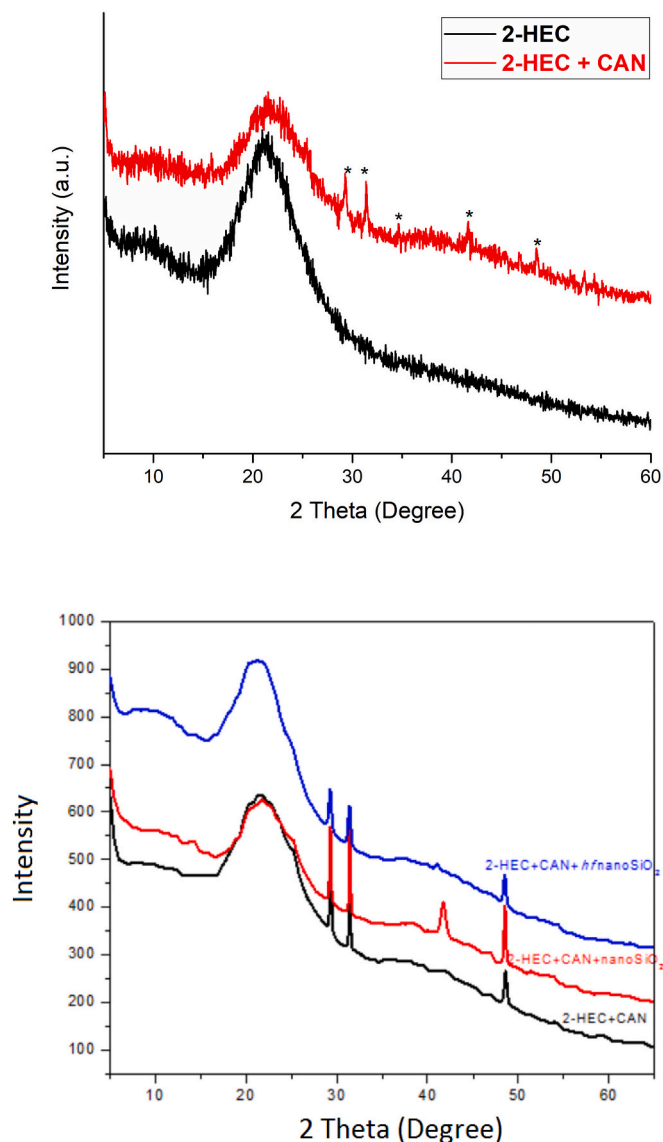 2-HEC
2-HEC + CAN
Intensity (a.u.)
* * * * *
10 20 30 40 50 60
2 Theta (Degree)
1000
900
800
700
600
500
400
300
200
100
Intensity
2-HEC+CAN+hfnanoSiO₂
2-HEC+CAN+nanoSiO₂
2-HEC+CAN
10 20 30 40 50 60
2 Theta (Degree)